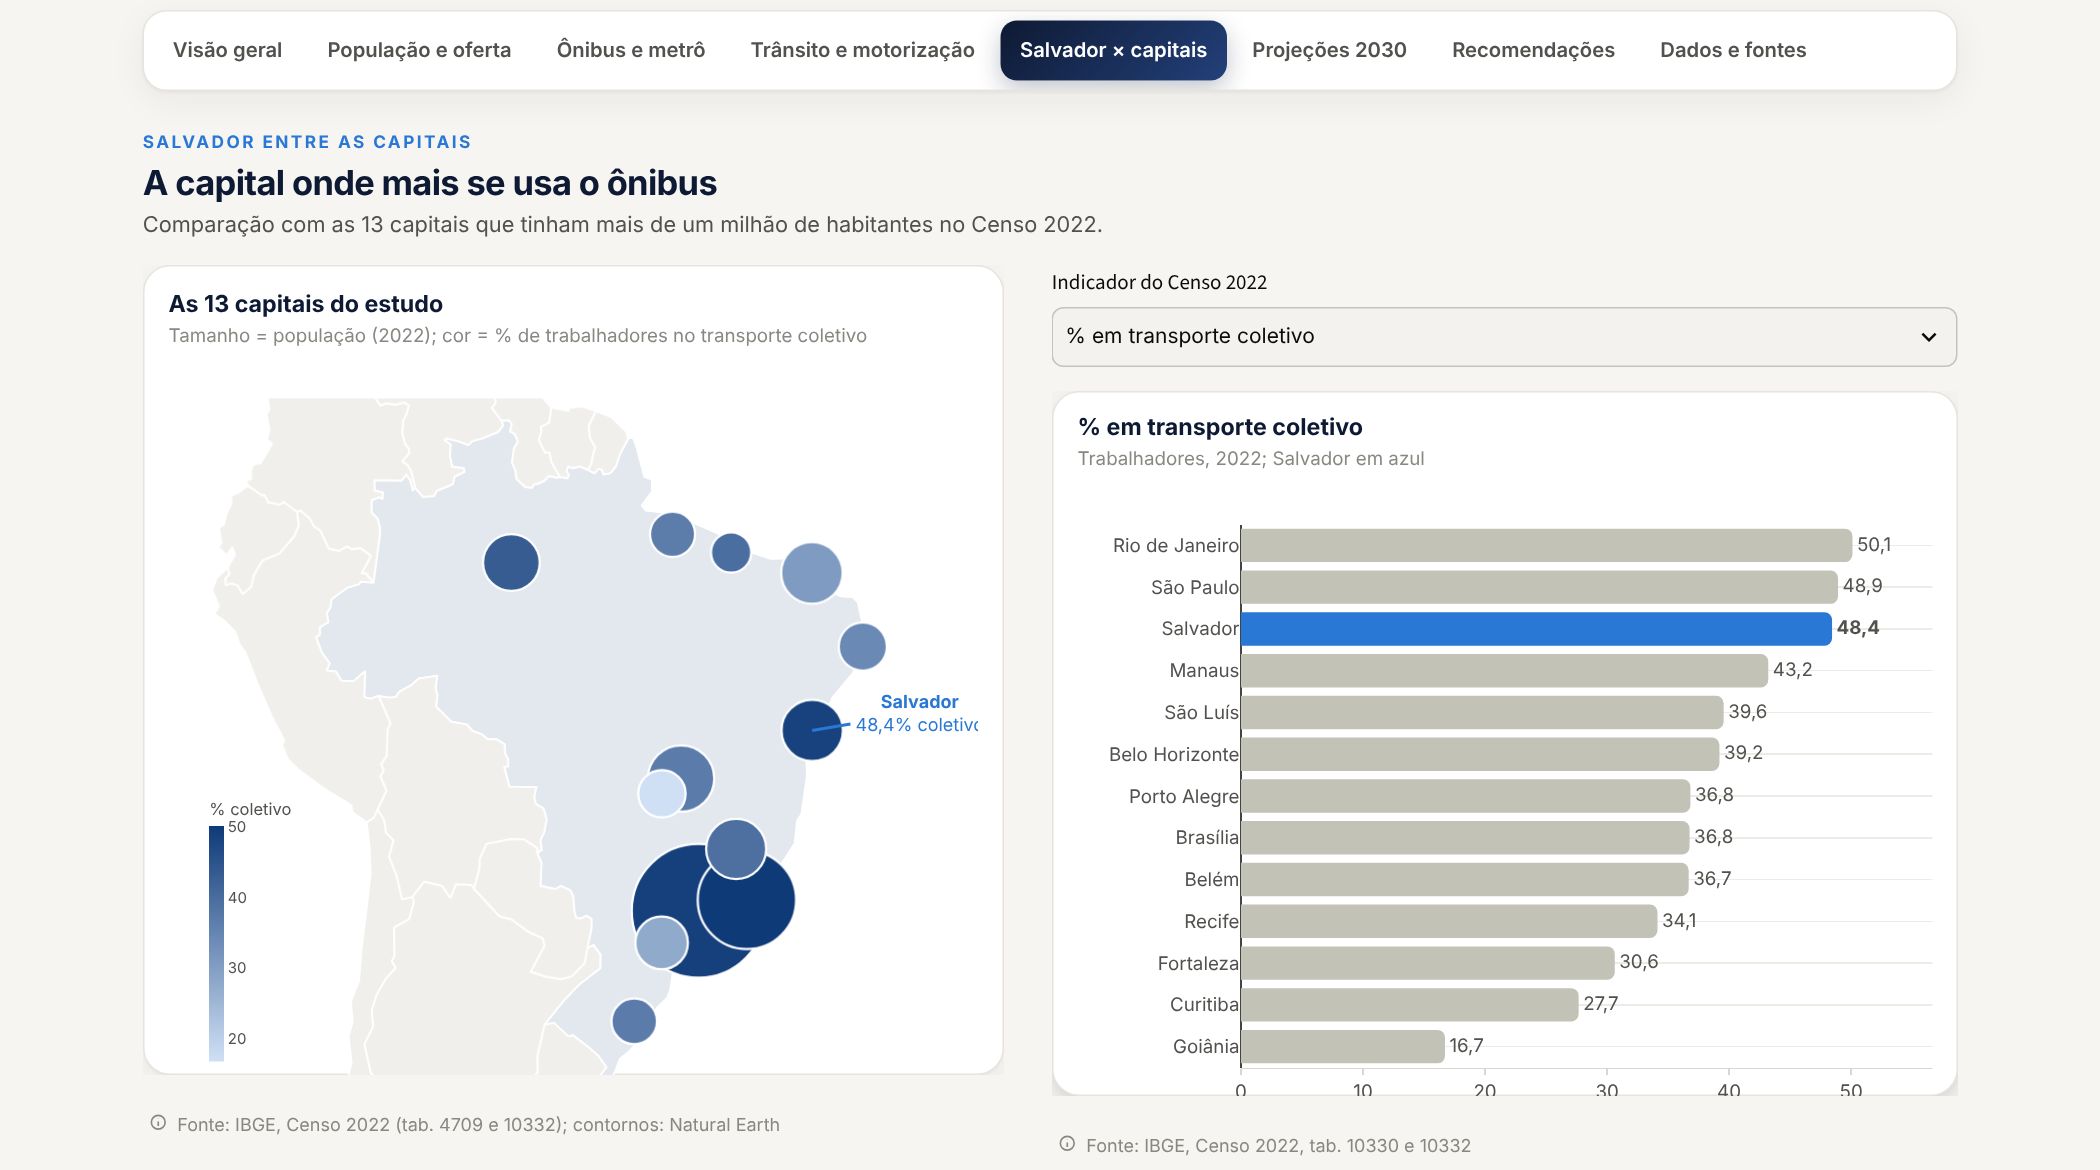 Visão geral
População e oferta
Ônibus e metrô
Trânsito e motorização
Salvador × capitais
Projeções 2030
Recomendações
Dados e fontes
SALVADOR ENTRE AS CAPITAIS
A capital onde mais se usa o ônibus
Comparação com as 13 capitais que tinham mais de um milhão de habitantes no Censo 2022.
As 13 capitais do estudo
Tamanho = população (2022); cor = % de trabalhadores no transporte coletivo
Salvador
48,4% coletivo
% coletivo
50
40
30
20
Fonte: IBGE, Censo 2022 (tab. 4709 e 10332); contornos: Natural Earth
Indicador do Censo 2022
% em transporte coletivo
% em transporte coletivo
Trabalhadores, 2022; Salvador em azul
Rio de Janeiro 50,1
São Paulo 48,9
Salvador 48,4
Manaus 43,2
São Luís 39,6
Belo Horizonte 39,2
Porto Alegre 36,8
Brasília 36,8
Belém 36,7
Recife 34,1
Fortaleza 30,6
Curitiba 27,7
Goiânia 16,7
0 10 20 30 40 50
Fonte: IBGE, Censo 2022, tab. 10330 e 10332